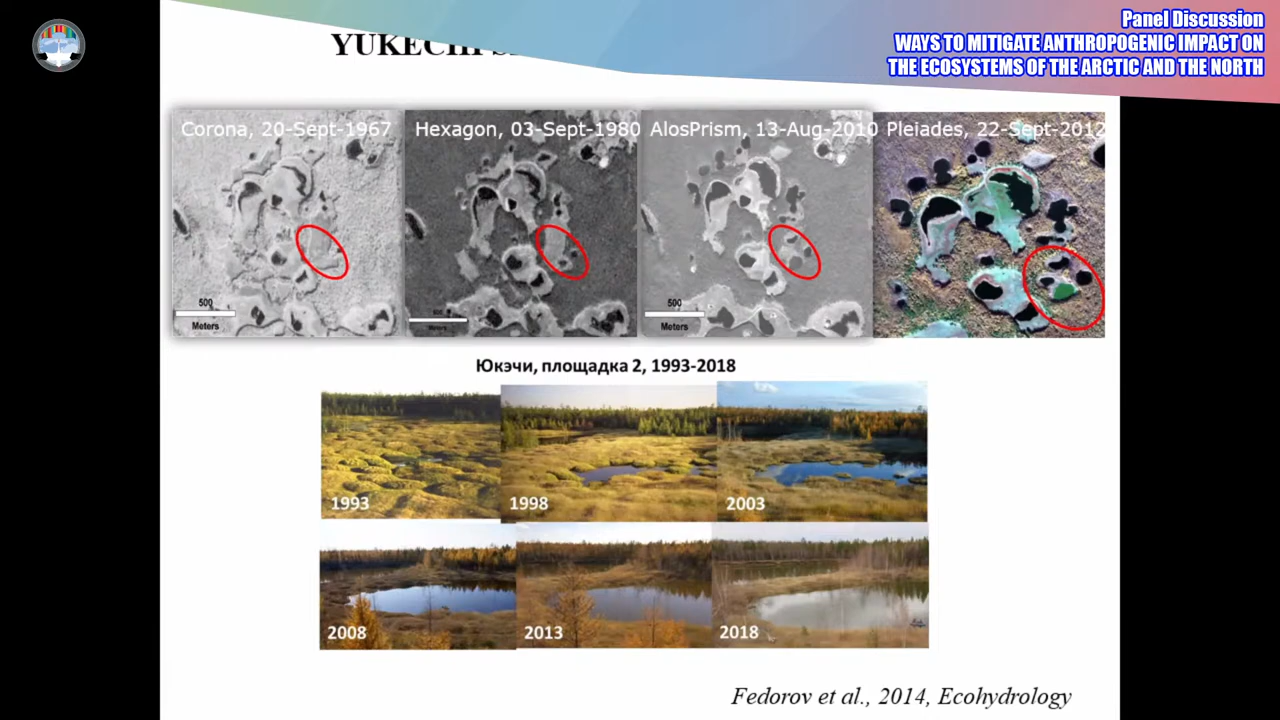 Panel Discussion
WAYS TO MITIGATE ANTHROPOGENIC IMPACT ON
THE ECOSYSTEMS OF THE ARCTIC AND THE NORTH
YUKECHI
Corona, 20-Sept-1967
Hexagon, 03-Sept-1980
AlosPrism, 13-Aug-2010
Pleiades, 22-Sept-2012
500
Meters
Meters
500
Meters
Юкэчи, площадка 2, 1993-2018
1993
1998
2003
2008
2013
2018
Fedorov et al., 2014, Ecohydrology